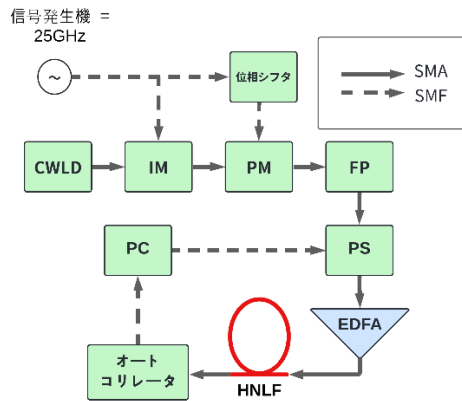 信号発生機 =
25GHz
~
位相シフタ
SMA
SMF
CWLD
IM
PM
FP
PC
PS
EDFA
オート
コリレータ
HNLF